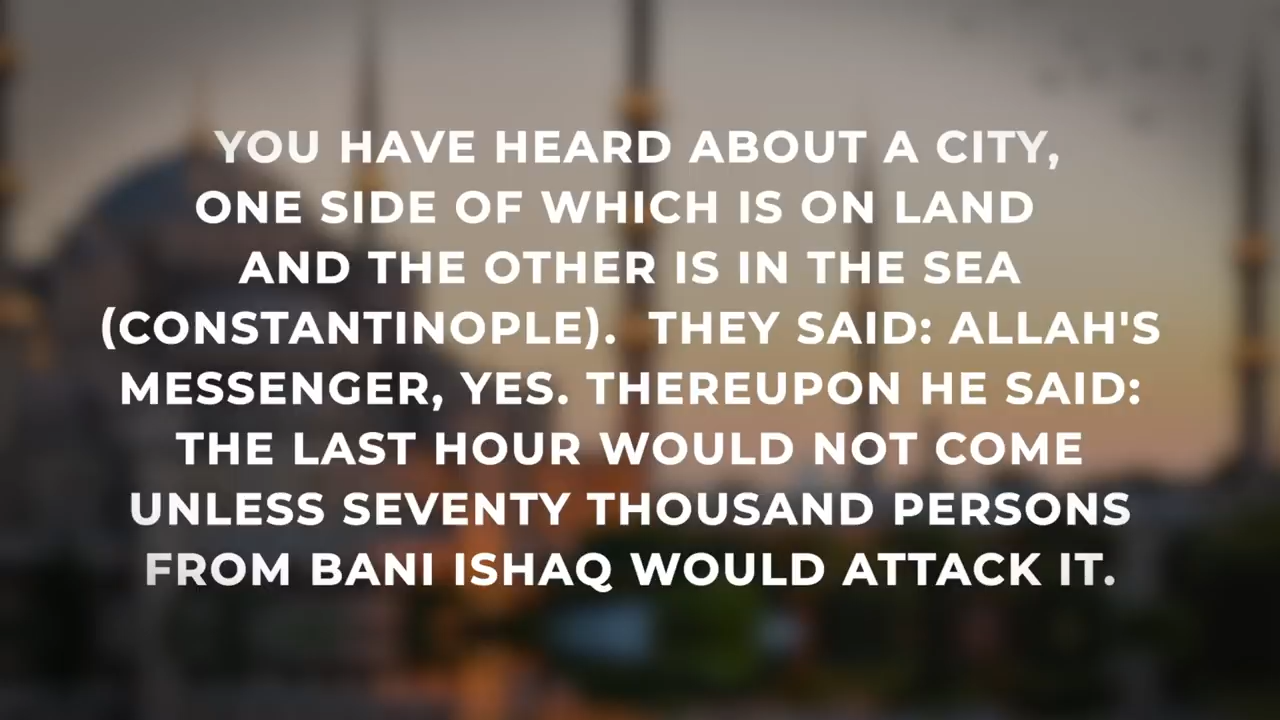 YOU HAVE HEARD ABOUT A CITY,
ONE SIDE OF WHICH IS ON LAND
AND THE OTHER IS IN THE SEA
(CONSTANTINOPLE). THEY SAID: ALLAH'S
MESSENGER, YES. THEREUPON HE SAID:
THE LAST HOUR WOULD NOT COME
UNLESS SEVENTY THOUSAND PERSONS
FROM BANI ISHAQ WOULD ATTACK IT.